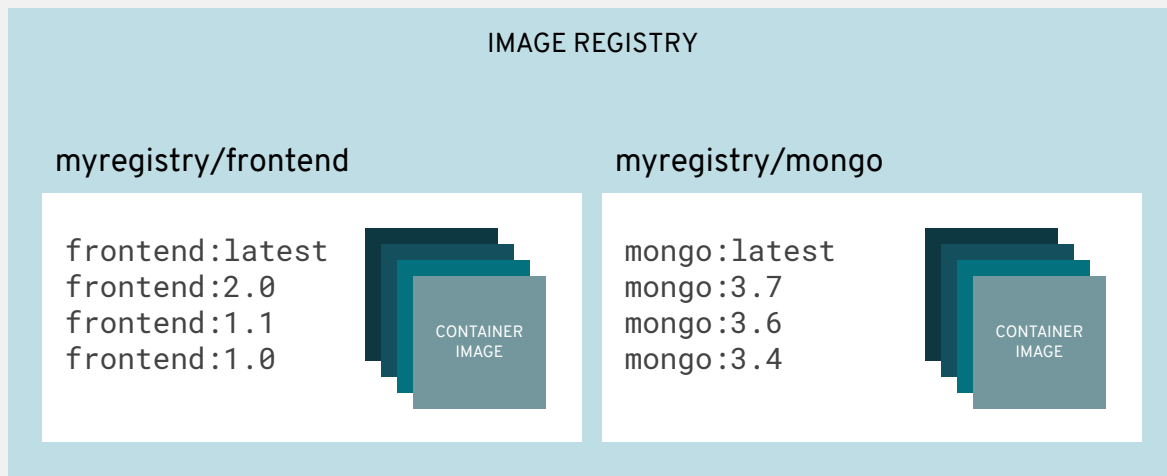 IMAGE REGISTRY
myregistry/frontend
frontend:latest
frontend:2.0
frontend:1.1
frontend:1.0
CONTAINER
IMAGE
myregistry/mongo
mongo:latest
mongo:3.7
mongo:3.6
mongo:3.4
CONTAINER
IMAGE